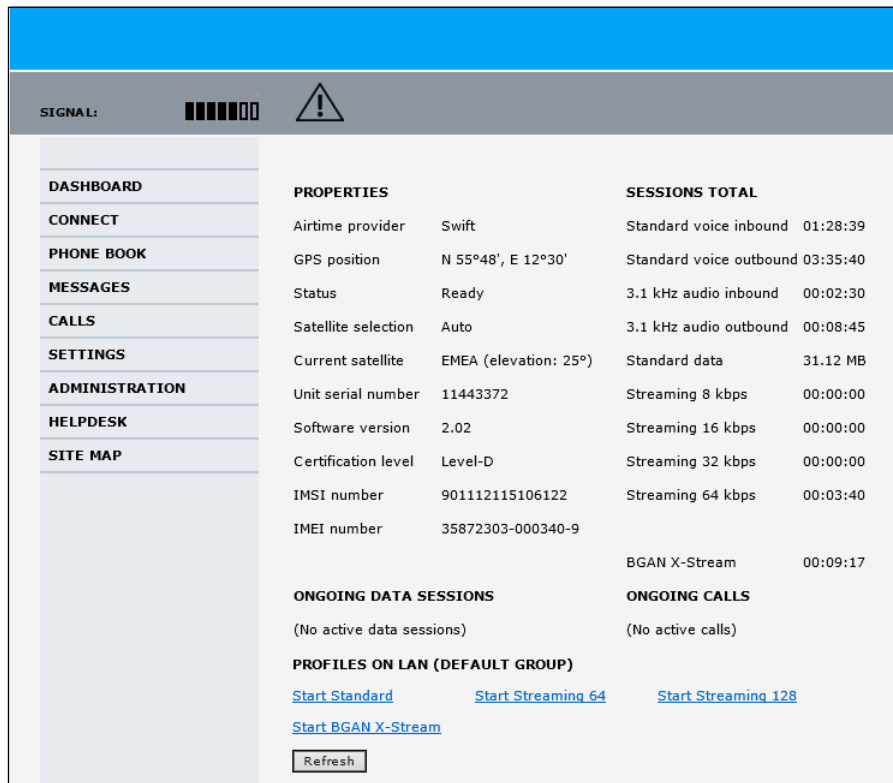 SIGNAL:
DASHBOARD
CONNECT
PHONE BOOK
MESSAGES
CALLS
SETTINGS
ADMINISTRATION
HELPDESK
SITE MAP
PROPERTIES
Airtime provider Swift
GPS position N 55°48', E 12°30'
Status Ready
Satellite selection Auto
Current satellite EMEA (elevation: 25°)
Unit serial number 11443372
Software version 2.02
Certification level Level-D
IMSI number 901112115106122
IMEI number 35872303-000340-9
SESSIONS TOTAL
Standard voice inbound 01:28:39
Standard voice outbound 03:35:40
3.1 kHz audio inbound 00:02:30
3.1 kHz audio outbound 00:08:45
Standard data 31.12 MB
Streaming 8 kbps 00:00:00
Streaming 16 kbps 00:00:00
Streaming 32 kbps 00:00:00
Streaming 64 kbps 00:03:40
BGAN X-Stream 00:09:17
ONGOING DATA SESSIONS
(No active data sessions)
ONGOING CALLS
(No active calls)
PROFILES ON LAN (DEFAULT GROUP)
Start Standard Start Streaming 64 Start Streaming 128
Start BGAN X-Stream
Refresh